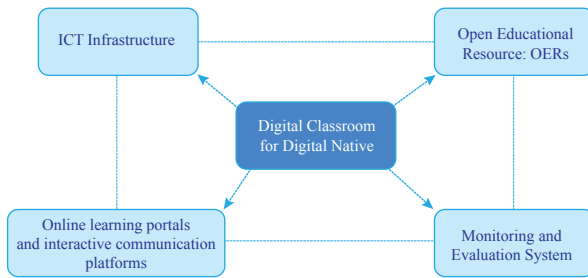 ICT Infrastructure
Open Educational
Resource: OERs
Digital Classroom
for Digital Native
Online learning portals
and interactive communication
platforms
Monitoring and
Evaluation System